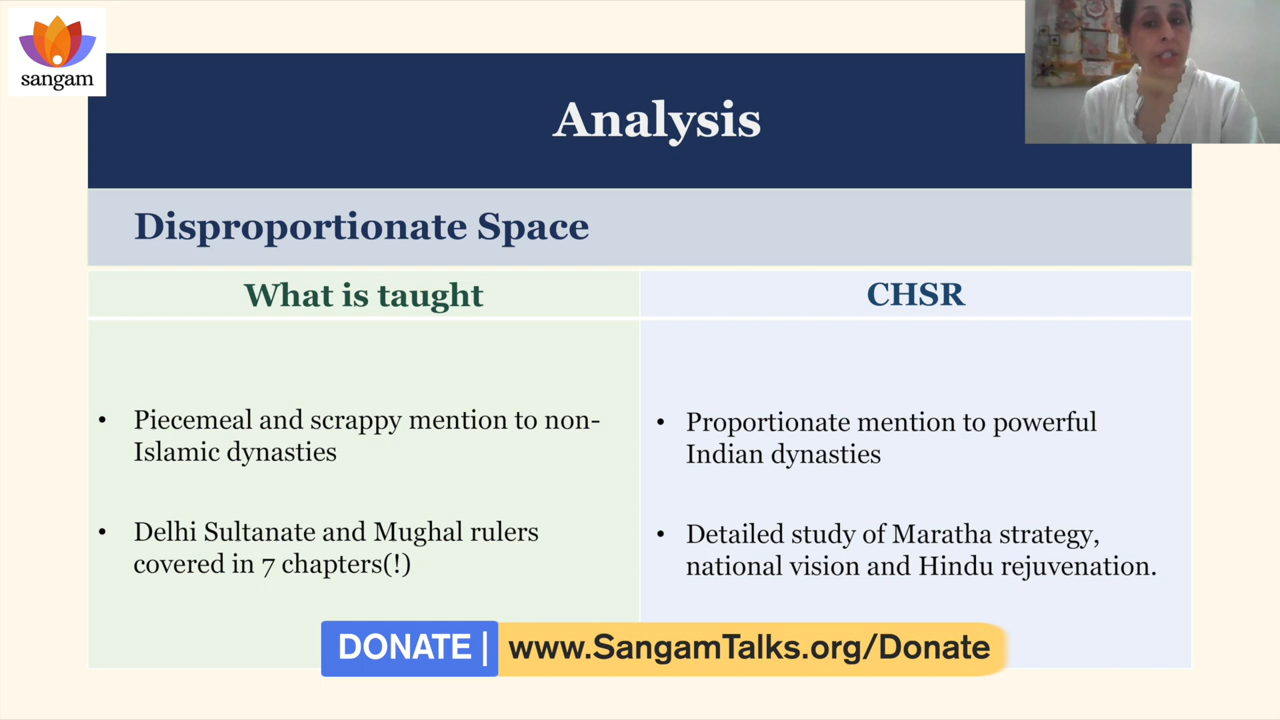 sangam
Analysis
Disproportionate Space
What is taught
CHSR
• Piecemeal and scrappy mention to non-
Islamic dynasties
• Delhi Sultanate and Mughal rulers
covered in 7 chapters(!)
• Proportionate mention to powerful
Indian dynasties
• Detailed study of Maratha strategy,
national vision and Hindu rejuvenation.
DONATE | www.SangamTalks.org/Donate